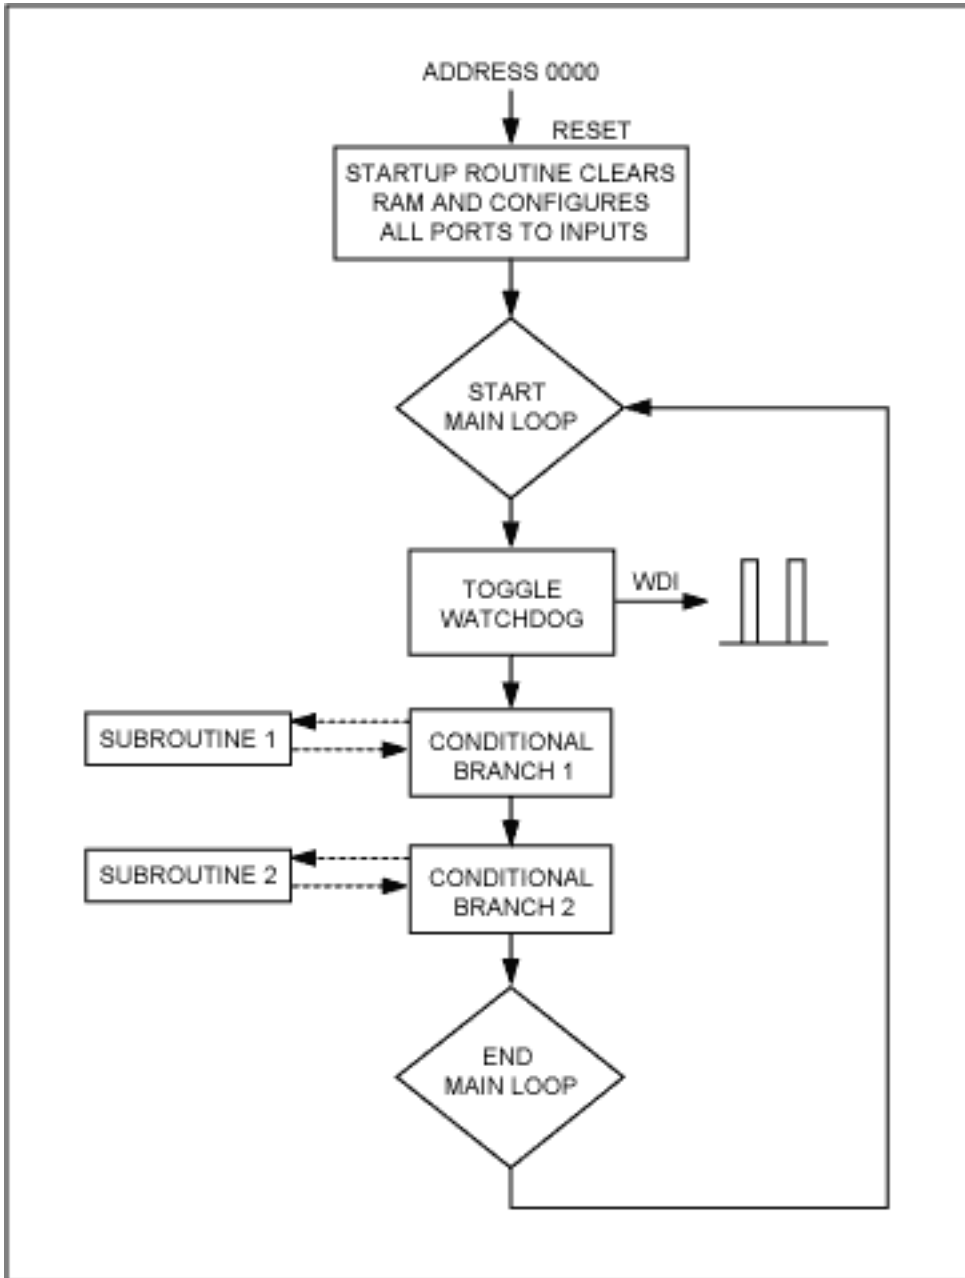 ADDRESS 0000
RESET
STARTUP ROUTINE CLEARS
RAM AND CONFIGURES
ALL PORTS TO INPUTS
START
MAIN LOOP
TOGGLE
WATCHDOG
WDI
SUBROUTINE 1
CONDITIONAL
BRANCH 1
SUBROUTINE 2
CONDITIONAL
BRANCH 2
END
MAIN LOOP